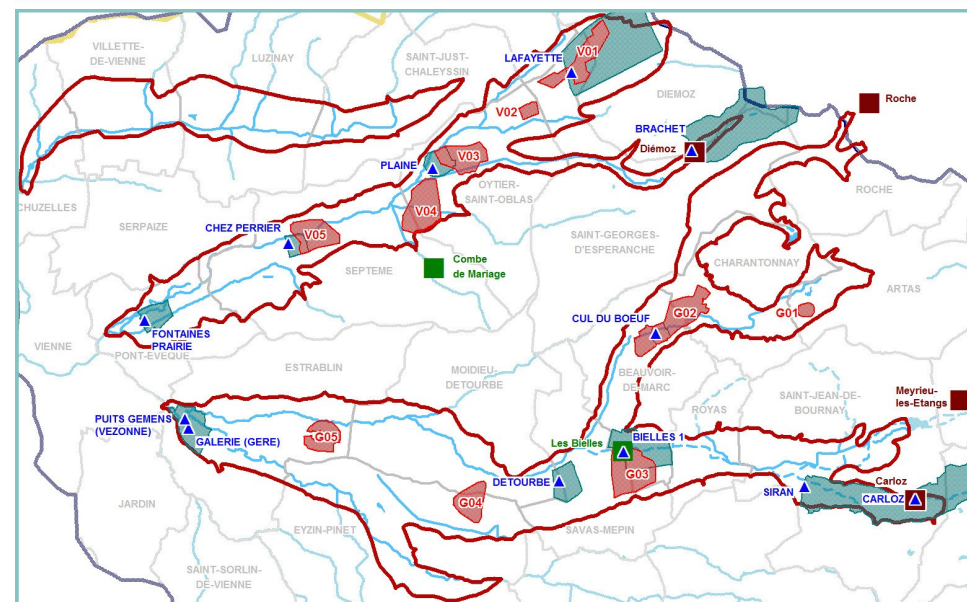 VILLETTE-
DE-VIENNE
LUZINAY
SAINT-JUST-
CHALEYSSIN
LAFAYETTE
V01
DIEMOZ
Roche
V02
BRACHET
Diémoz
PLAINE
V03
OYTIER-
SAINT-OBLAS
ROCHE
CHUZELLES
SERPAIZE
CHEZ PERRIER
V05
V04
SAINT-GEORGES-
D'ESPERANCHE
SEPTEME
Combe
de Mariage
CHARANTONNAY
ARTAS
CUL DU BOEUF
G02
G01
FONTAINES
PRAIRIE
VIENNE
PONT-EVEQUE
ESTRABLIN
MOIDIEU-
DETOURBE
BEAUVOIR-
DE-MARC
ROYAS
SAINT-JEAN-DE-
BOURNAY
Meyrieu-
les-Etangs
PUITS GEMENS
(VEZONNE)
GALERIE (GERE)
G05
Les Bielles
BIELLES 1
G03
DETOURBE
SIRAN
Carloz
CARLOZ
G04
JARDIN
EYZIN-PINET
SAVAS-MEPIN
SAINT-SORLIN-
DE-VIENNE